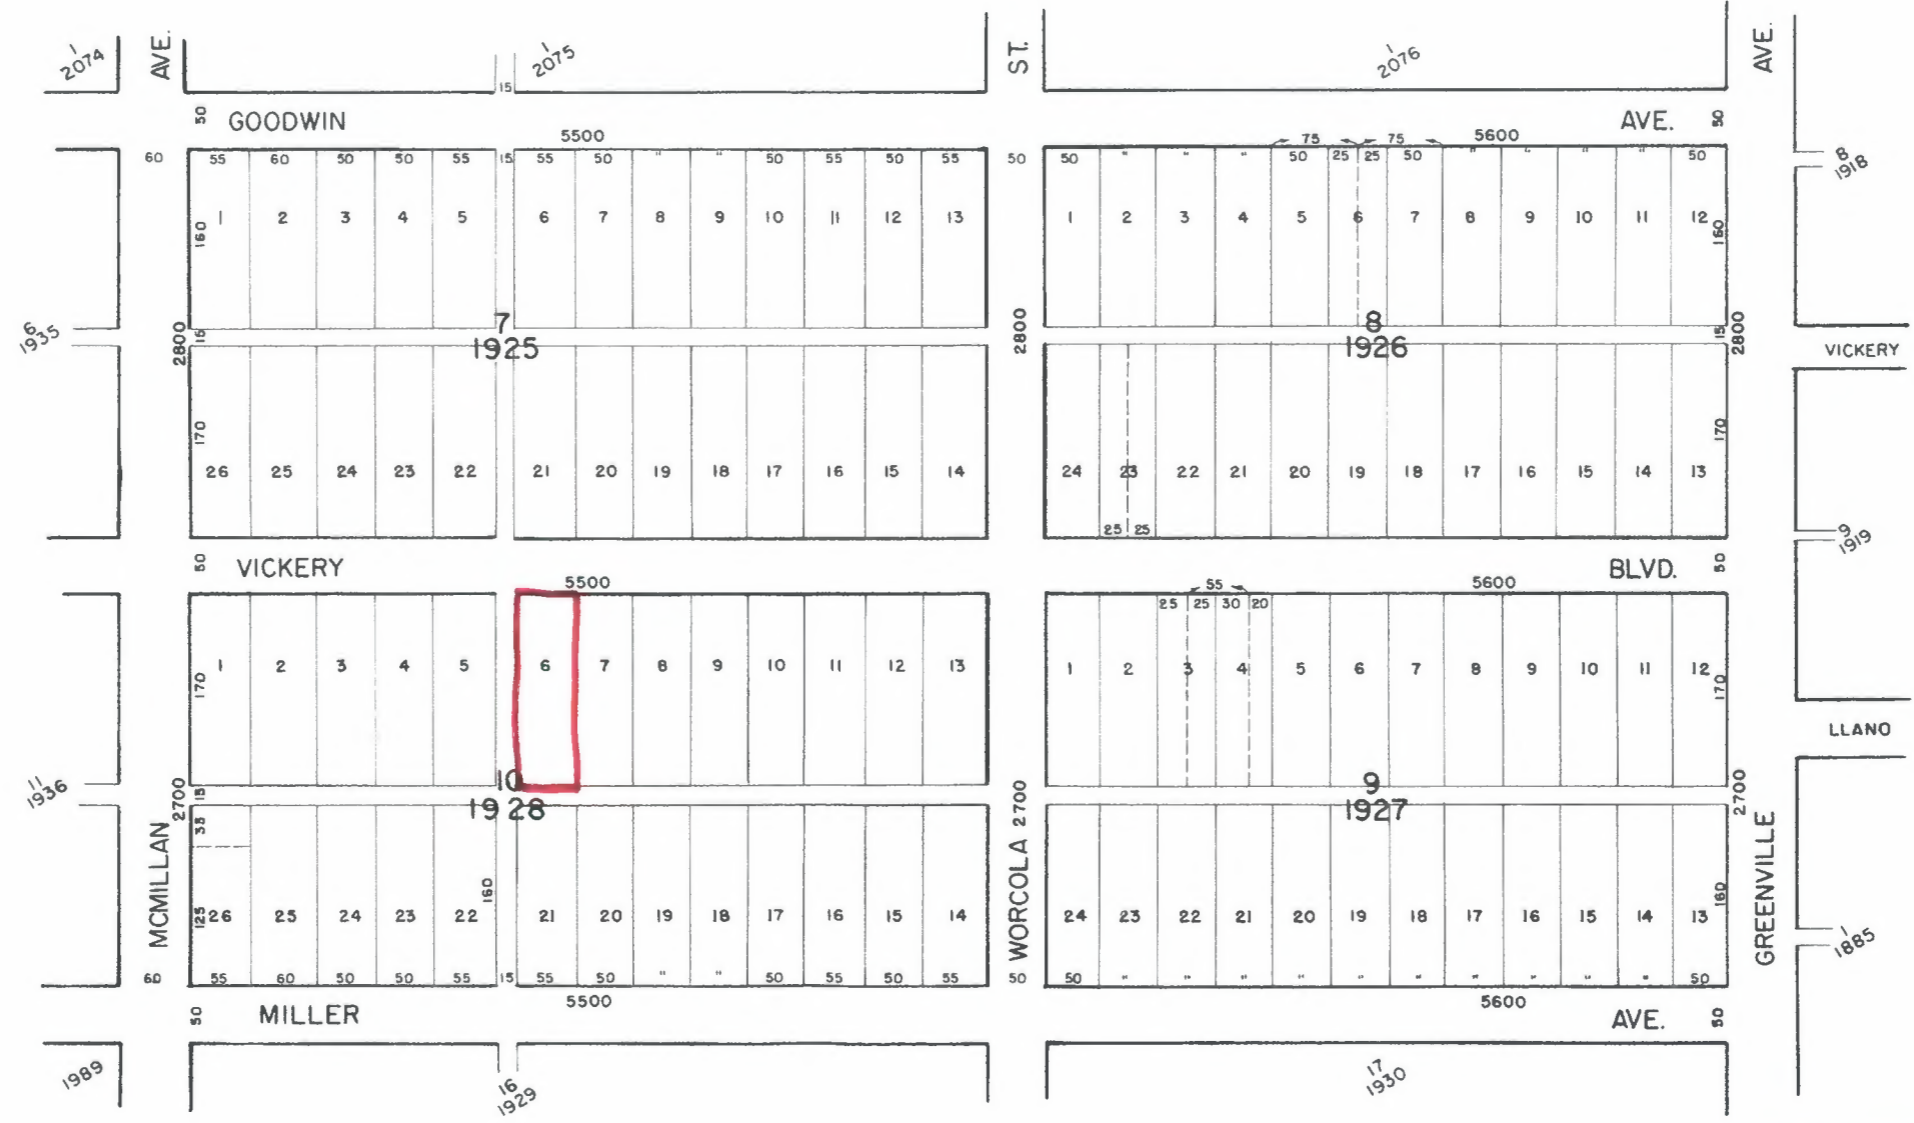 1 2074
AVE.
1 2075
ST.
1 2076
AVE.
15
50 GOODWIN 5500 AVE. 50
75 75 5600
60 55 60 50 50 55 15 55 50 " " 50 55 50 55 50 50 " " " 50 25 25 50 " " " " 50
8 1918
1 2 3 4 5 6 7 8 9 10 11 12 13 1 2 3 4 5 6 7 8 9 10 11 12
160 160
7 8
6 1935
2800 15 1925 2800 1926 15 2800
VICKERY
170 170
26 25 24 23 22 21 20 19 18 17 16 15 14 24 23 22 21 20 19 18 17 16 15 14 13
25 25
9 1919
50 VICKERY 5500 BLVD. 50
55 5600
25 25 30 20
1 2 3 4 5 6 7 8 9 10 11 12 13 1 2 3 4 5 6 7 8 9 10 11 12
170 170
LLANO
10 9
11 1936
2700 15 1928 2700 1927 2700
35
MCMILLAN 160 WORCOLA 160 GREENVILLE
125 26 25 24 23 22 21 20 19 18 17 16 15 14 24 23 22 21 20 19 18 17 16 15 14 13
1 1885
60 55 60 50 50 55 15 55 50 " " 50 55 50 55 50 50 " " " " " " " " " " 50
5500 5600
50 MILLER AVE. 50
1989
16 1929
17 1930